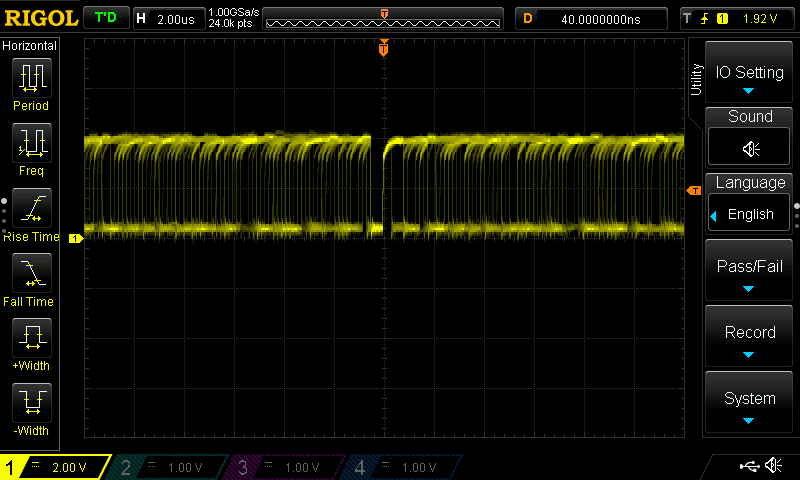 RIGOL
T'D
H 2.00us
1.00GSa/s
24.0k pts
T
D 40.0000000ns
T 1 1.92 V
Horizontal
Period
Freq
Rise Time
Fall Time
+Width
-Width
T
T
1
Utility
IO Setting
Sound
Language
English
Pass/Fail
Record
System
1 = 2.00 V
2 = 1.00 V
3 = 1.00 V
4 = 1.00 V